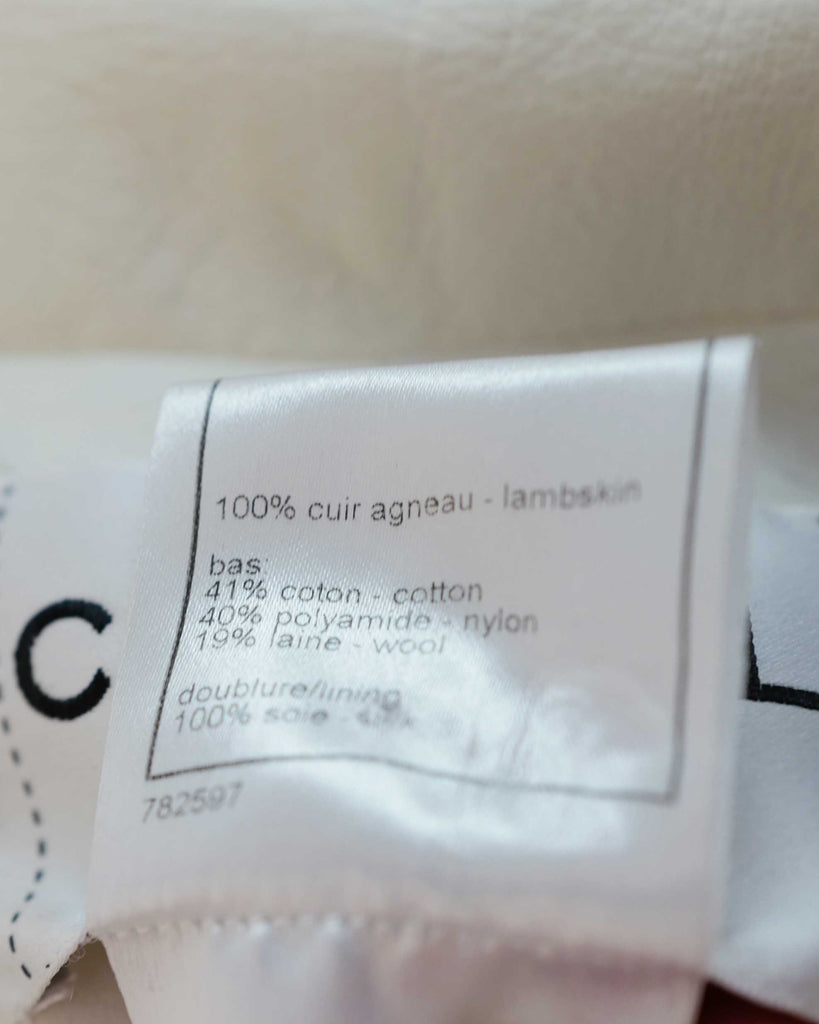 100% cuir agneau - lambskin
bas:
41% coton - cotton
40% polyamide - nylon
19% laine - wool
doublure/lining
100% soie - silk
782597
C